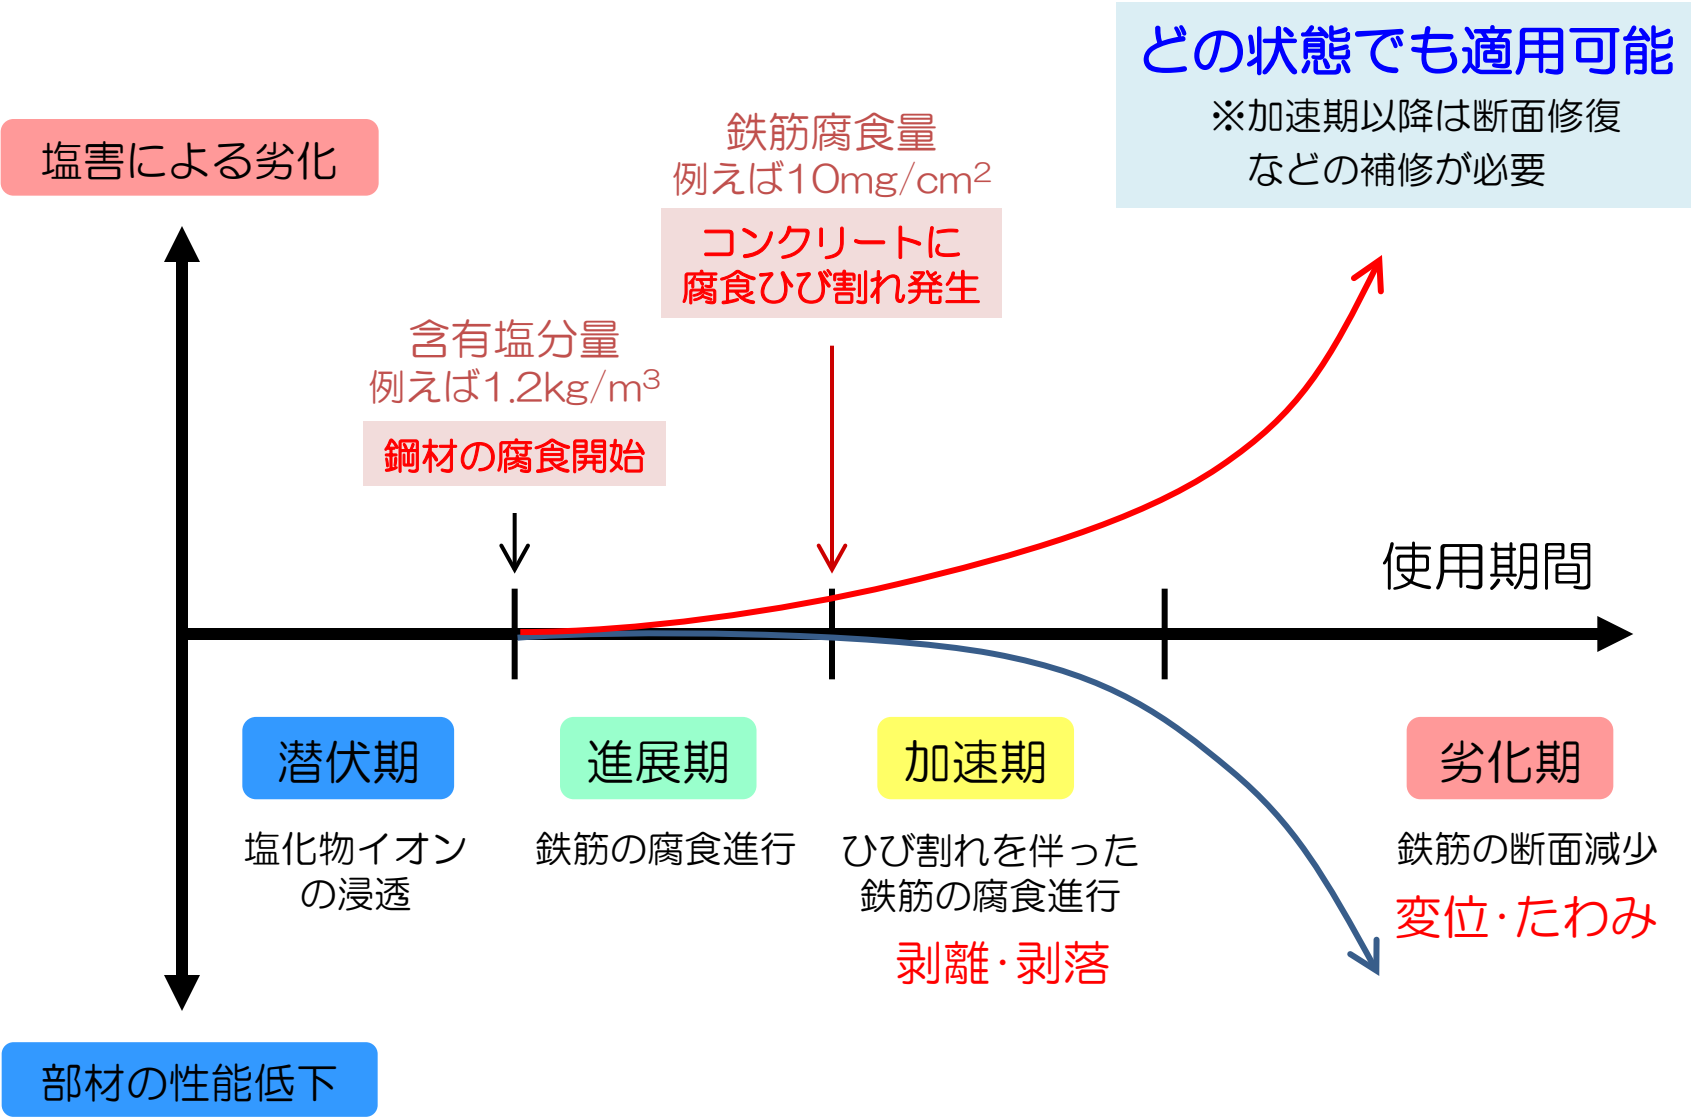 どの状態でも適用可能
※加速期以降は断面修復
などの補修が必要
塩害による劣化
鉄筋腐食量
例えば10mg/cm²
コンクリートに
腐食ひび割れ発生
含有塩分量
例えば1.2kg/m³
鋼材の腐食開始
使用期間
潜伏期
塩化物イオン
の浸透
進展期
鉄筋の腐食進行
加速期
ひび割れを伴った
鉄筋の腐食進行
剥離・剥落
劣化期
鉄筋の断面減少
変位・たわみ
部材の性能低下